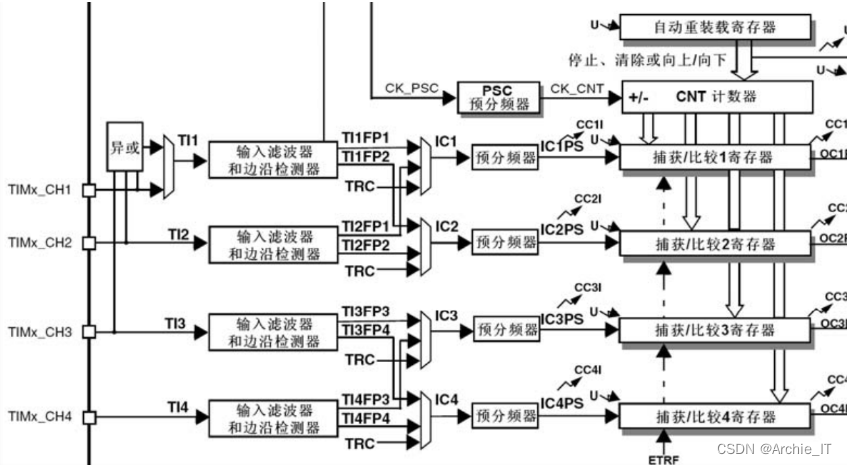 U
自动重装载寄存器
U
停止、清除或向上/向下
U
CK_PSC
PSC
预分频器
CK_CNT
+/-
CNT 计数器
异或
TI1
输入滤波器
和边沿检测器
TI1FP1
TI1FP2
TRC
IC1
预分频器
IC1PS
CC1I
U
捕获/比较1寄存器
CC1
OC1
TIMx_CH1
TIMx_CH2
TI2
输入滤波器
和边沿检测器
TI2FP1
TI2FP2
TRC
IC2
预分频器
IC2PS
CC2I
U
捕获/比较2寄存器
CC2
OC2
TIMx_CH3
TI3
输入滤波器
和边沿检测器
TI3FP3
TI3FP4
TRC
IC3
预分频器
IC3PS
CC3I
U
捕获/比较3寄存器
CC3
OC3
TIMx_CH4
TI4
输入滤波器
和边沿检测器
TI4FP3
TI4FP4
TRC
IC4
预分频器
IC4PS
CC4I
U
捕获/比较4寄存器
CC4
OC4
ETRF
CSDN @Archie_IT